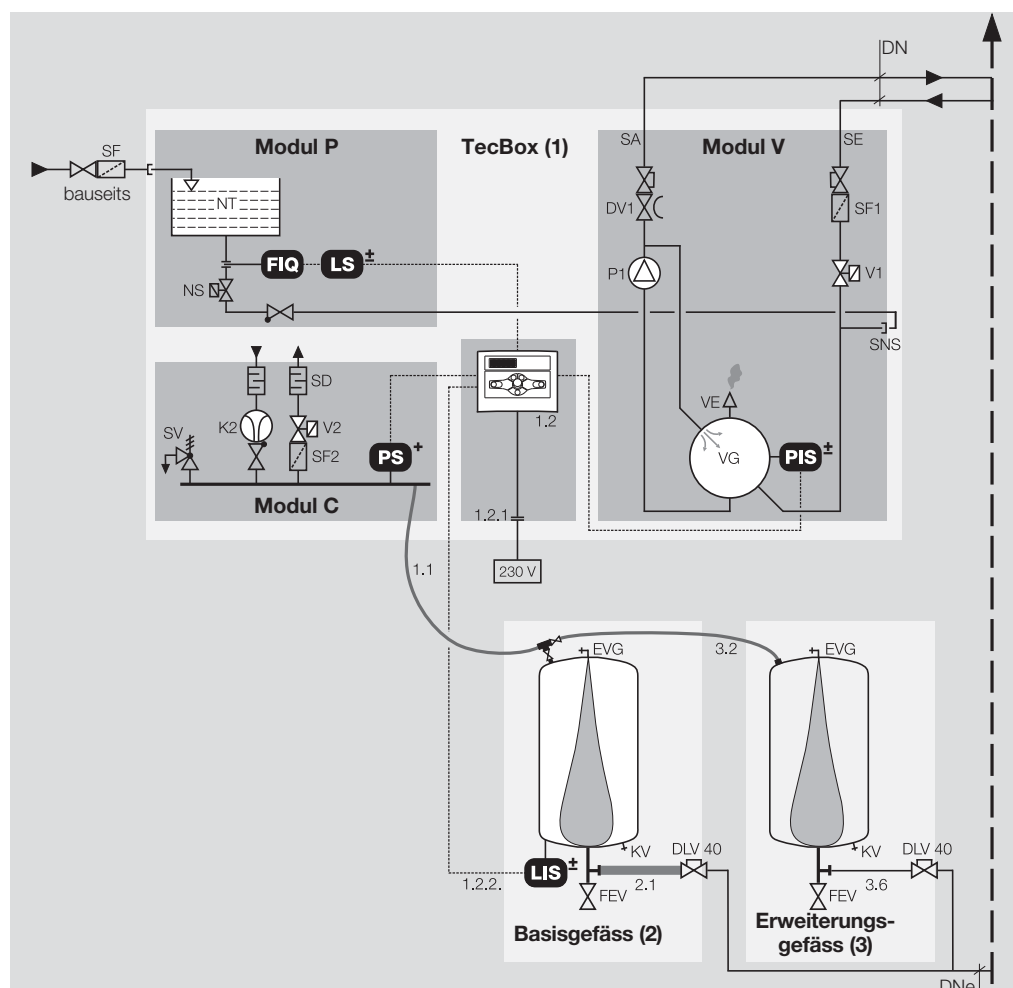 DN
SF
Modul P
TecBox (1)
SA
Modul V
SE
bauseits
NT
DV1
SF1
FIQ
LS ±
P1
V1
NS
SNS
SD
K2
V2
1.2
VE
SV
SF2
PS +
VG
PIS ±
Modul C
1.2.1
1.1
230 V
EVG
3.2
EVG
KV
DLV 40
KV
DLV 40
1.2.2.
LIS ±
2.1
3.6
FEV
FEV
Basisgefäss (2)
Erweiterungs-
gefäss (3)
DNe